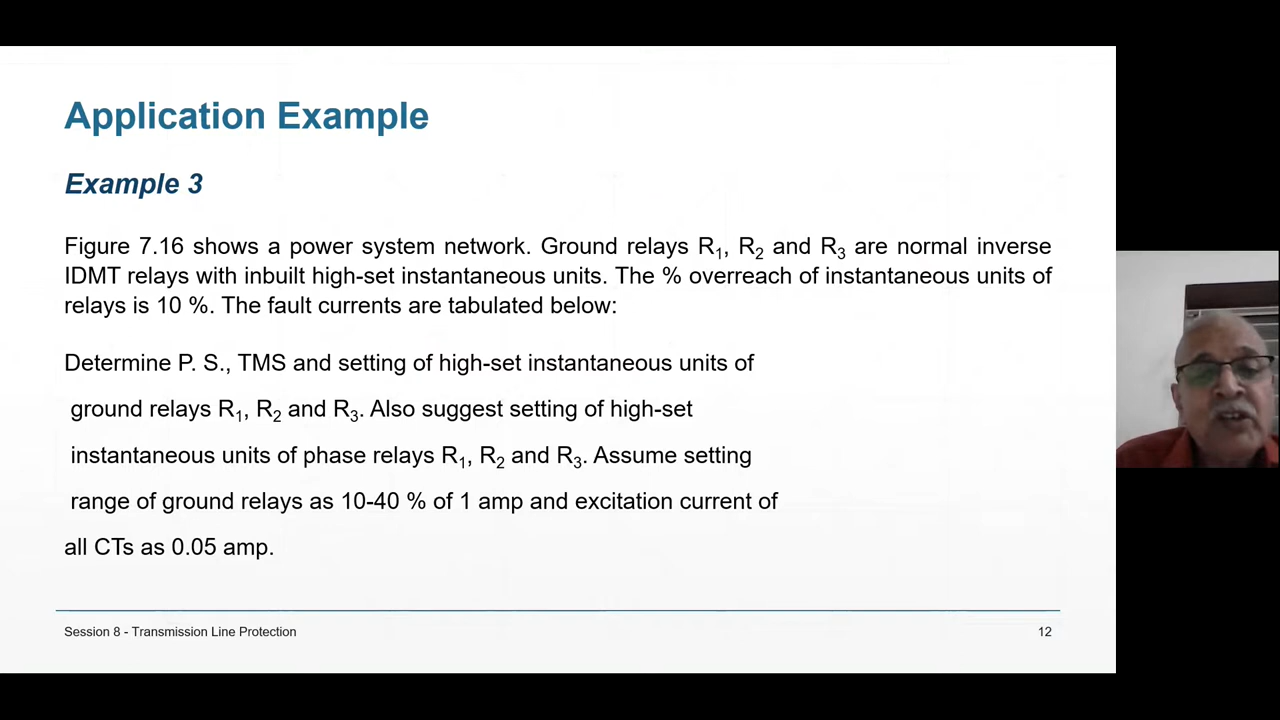 Application Example
Example 3
Figure 7.16 shows a power system network. Ground relays R₁, R₂ and R₃ are normal inverse
IDMT relays with inbuilt high-set instantaneous units. The % overreach of instantaneous units of
relays is 10 %. The fault currents are tabulated below:
Determine P. S., TMS and setting of high-set instantaneous units of
ground relays R₁, R₂ and R₃. Also suggest setting of high-set
instantaneous units of phase relays R₁, R₂ and R₃. Assume setting
range of ground relays as 10-40 % of 1 amp and excitation current of
all CTs as 0.05 amp.
Session 8 - Transmission Line Protection
12